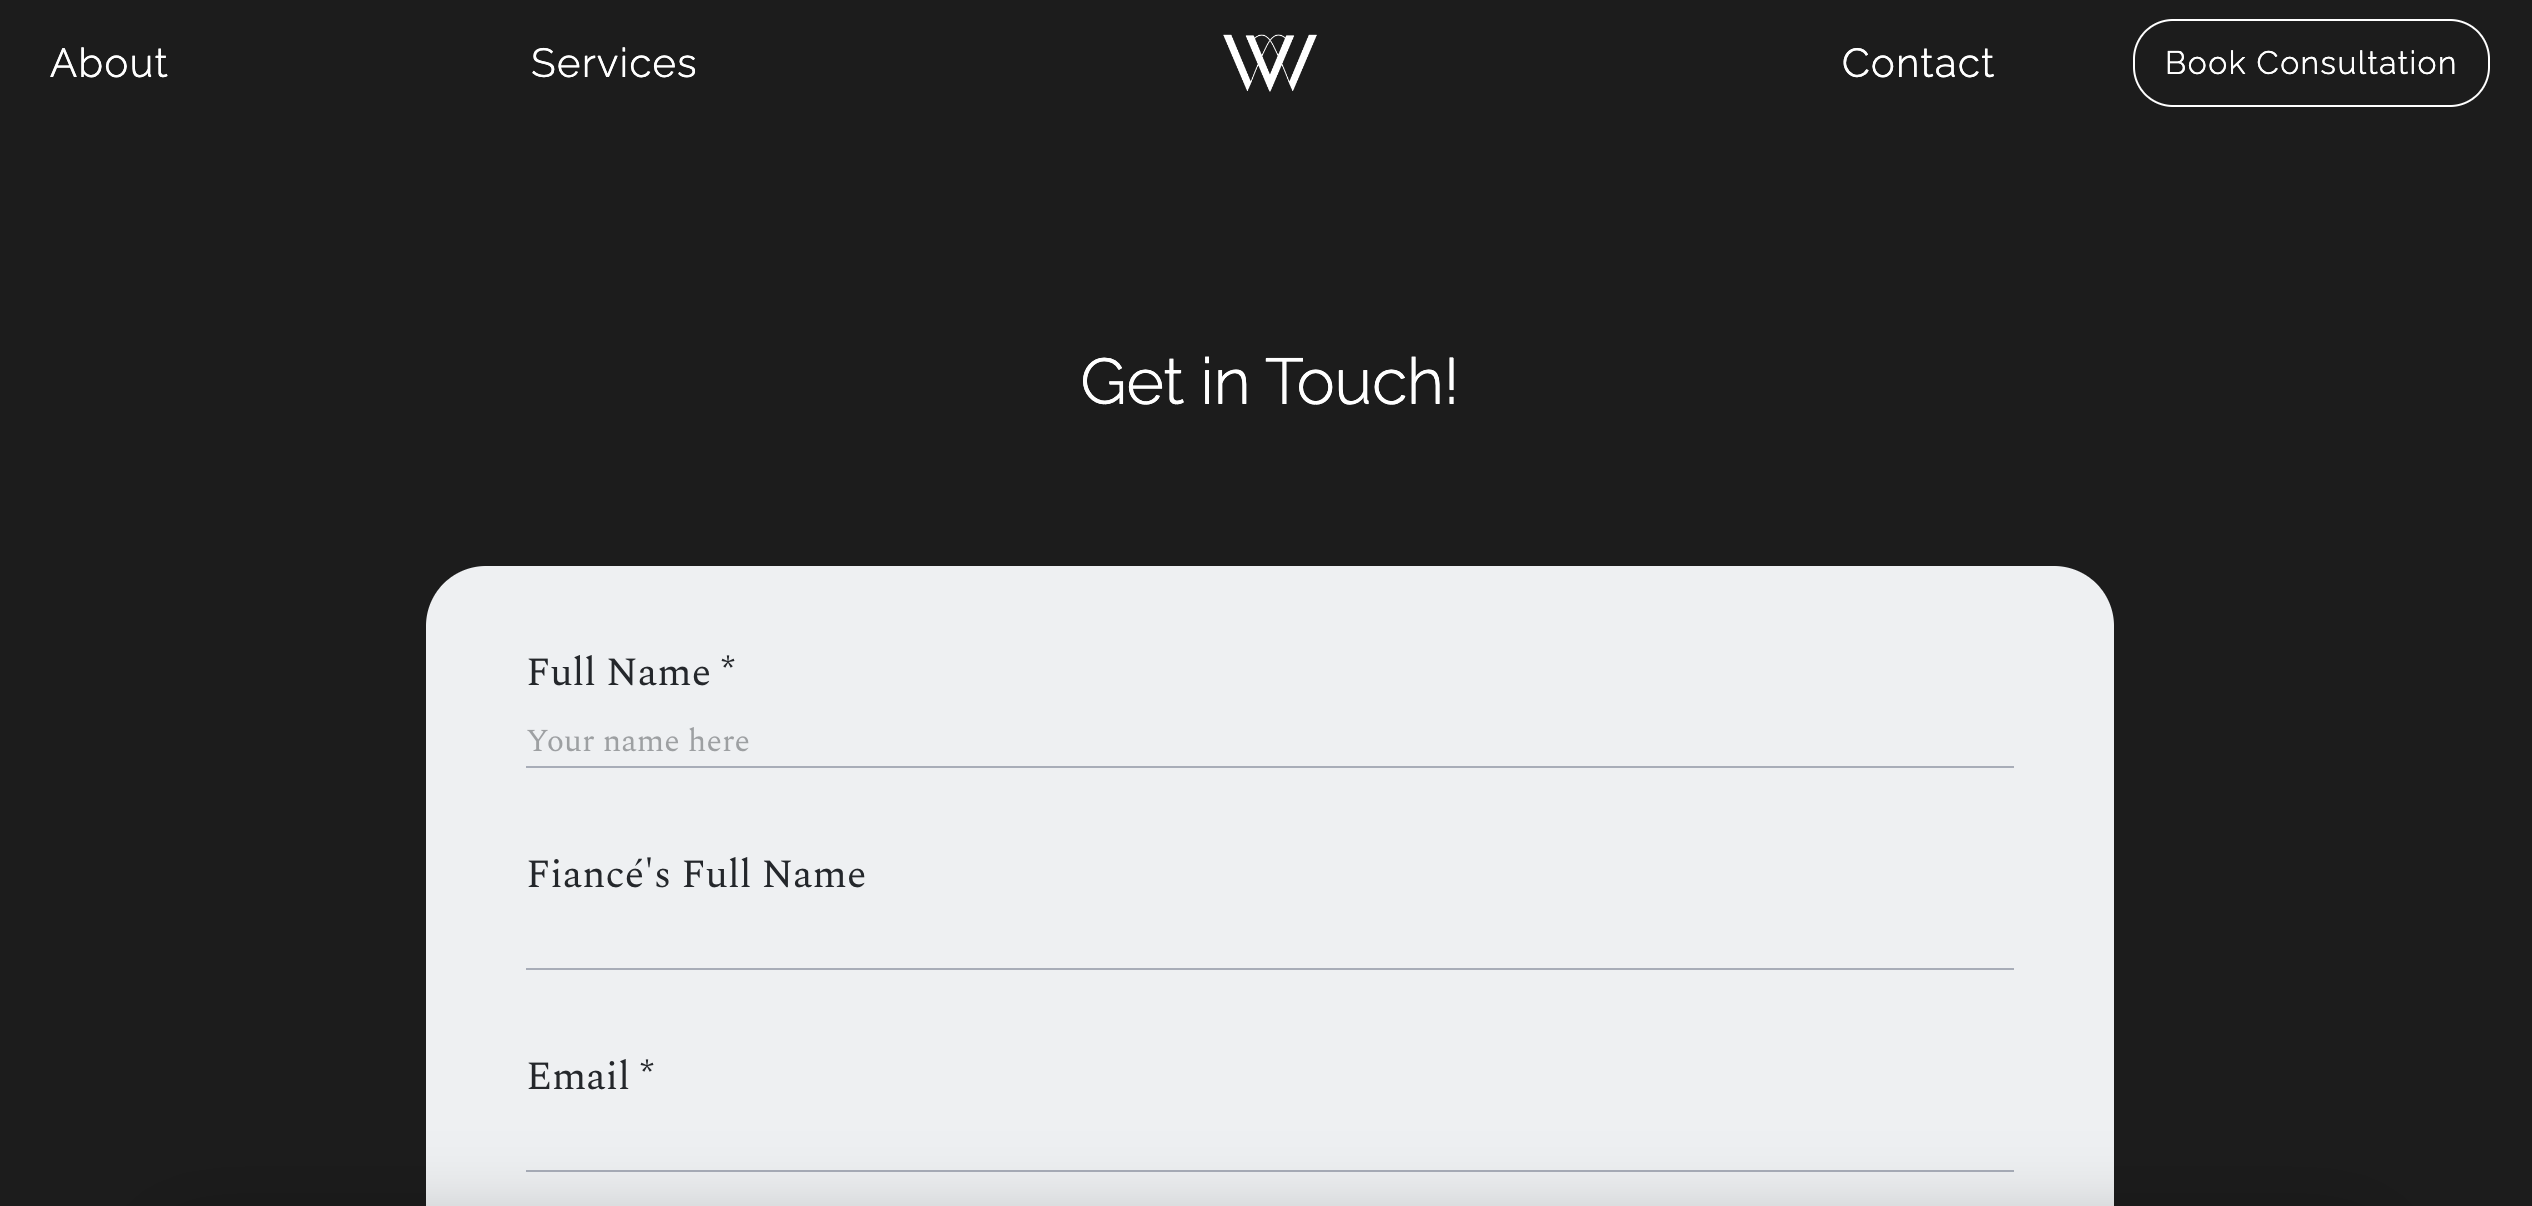 About Services W Contact Book Consultation
Get in Touch!
Full Name *
Your name here
Fiancé's Full Name
Email *